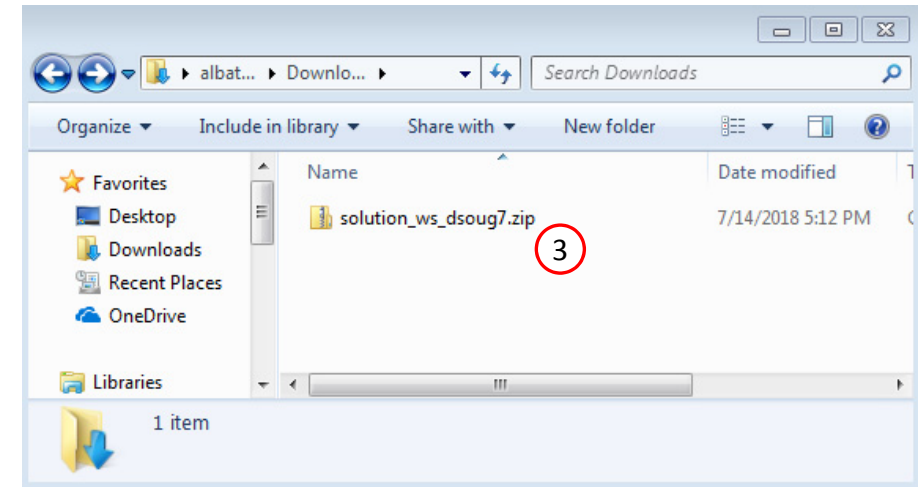 albat... Downlo...
Search Downloads
Organize Include in library Share with New folder
Favorites
Desktop
Downloads
Recent Places
OneDrive
Libraries
Name Date modified T
solution_ws_dsoug7.zip 7/14/2018 5:12 PM
3
1 item